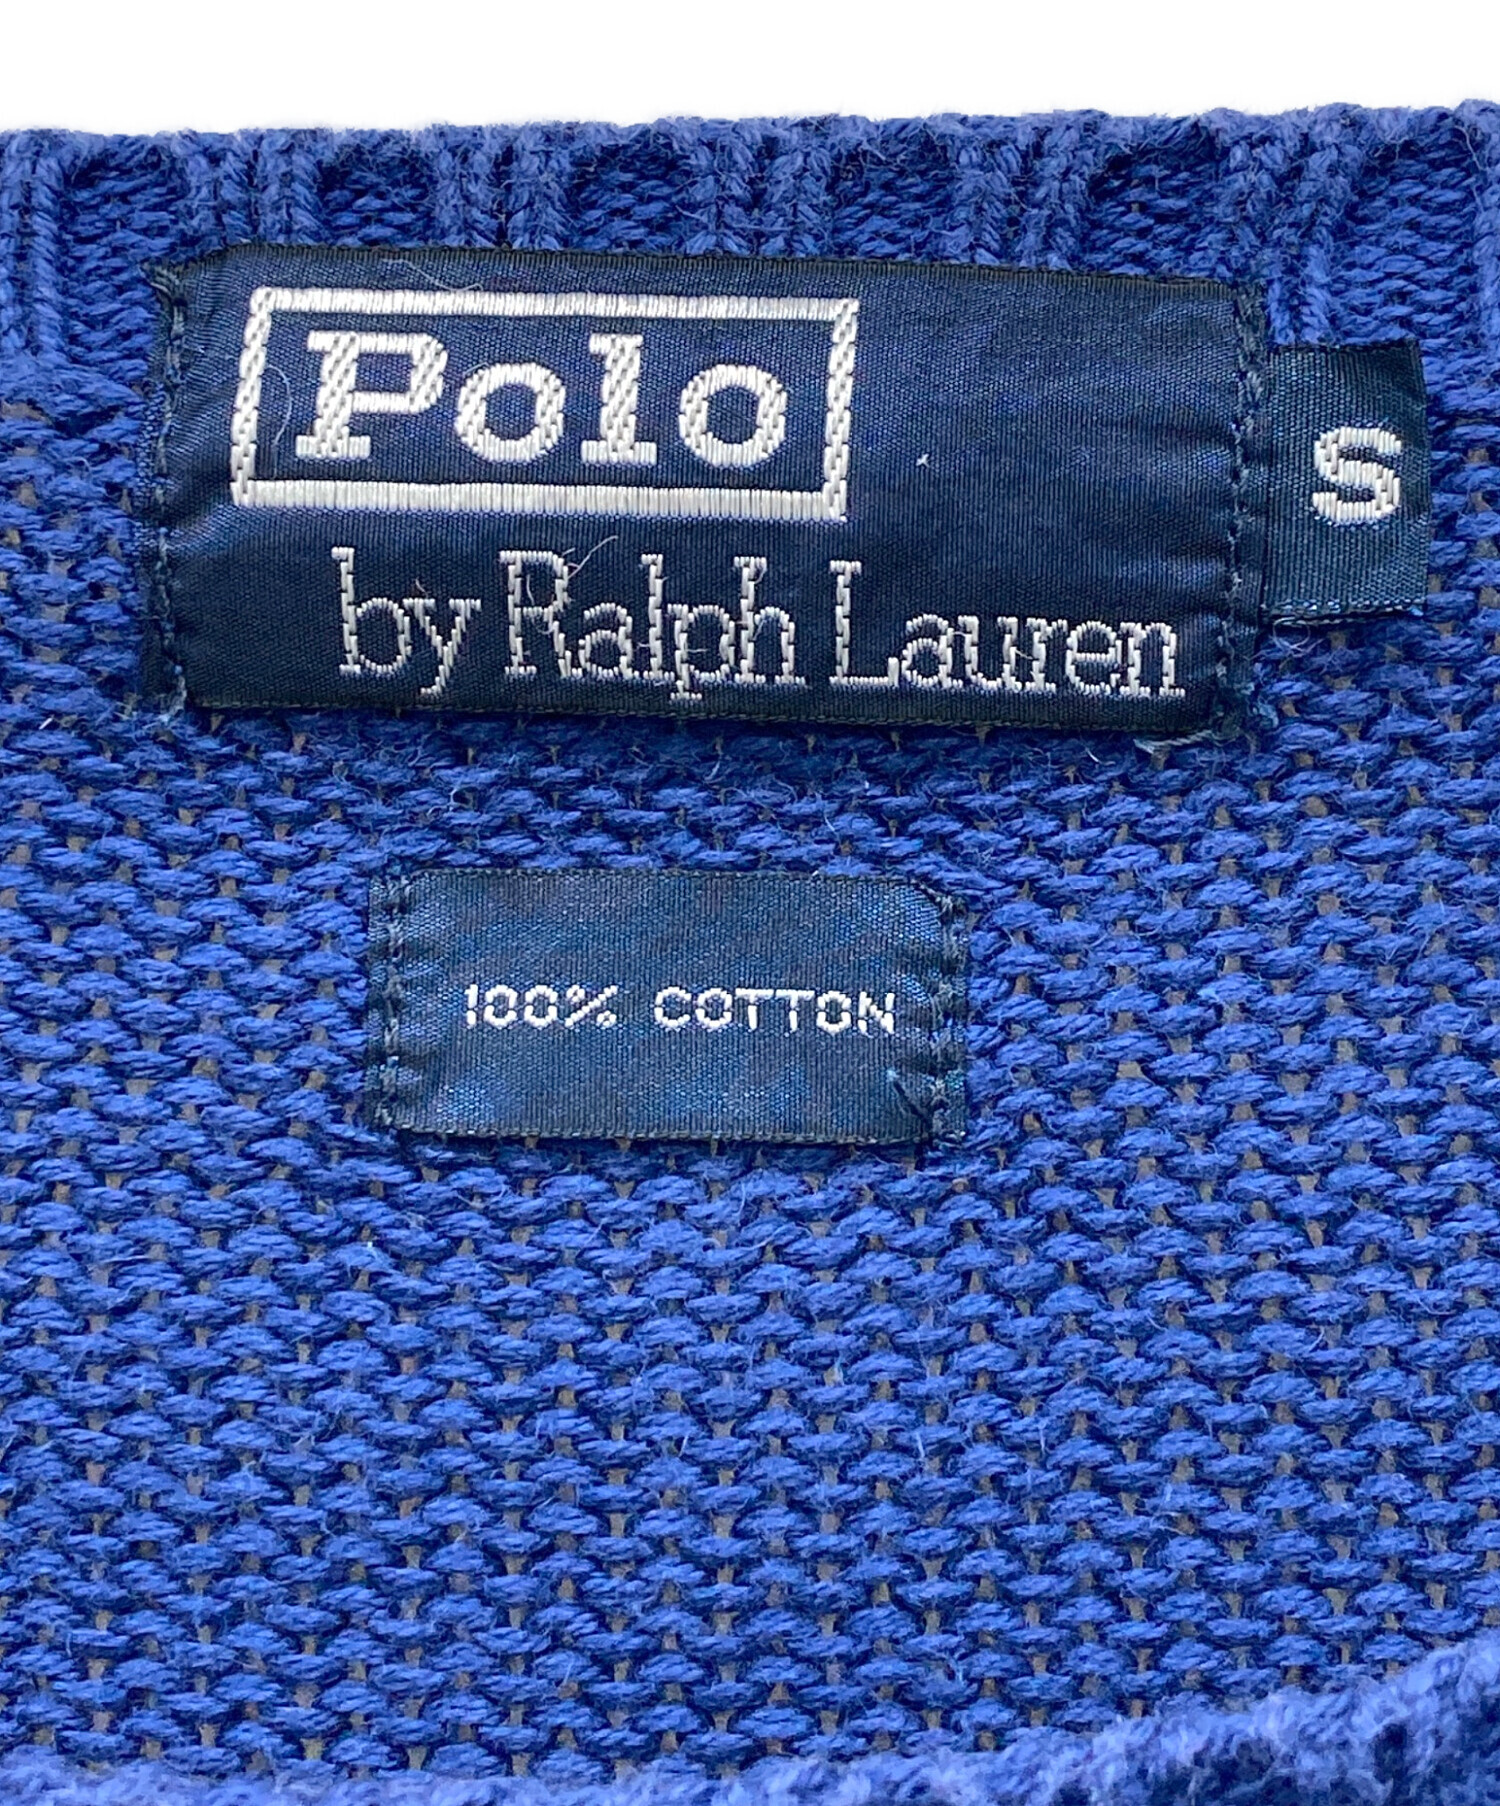 Polo
by Ralph Lauren
S
100% COTTON